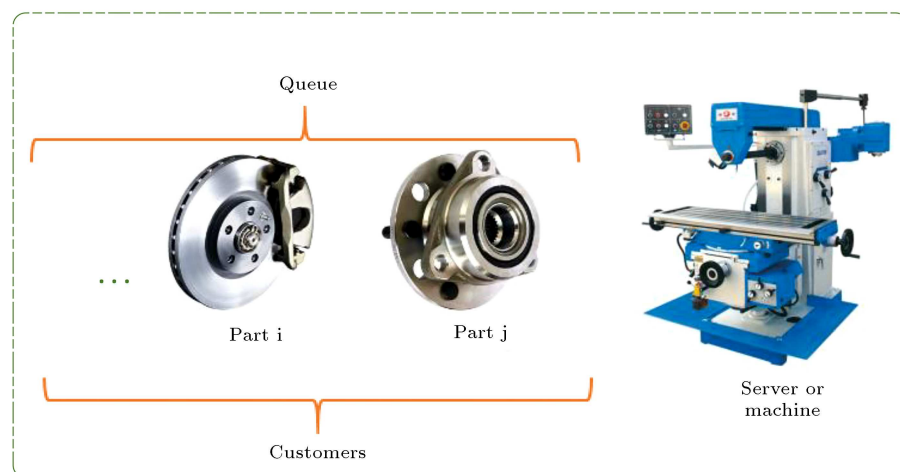 Queue
...
Part i
Part j
Server or
machine
Customers